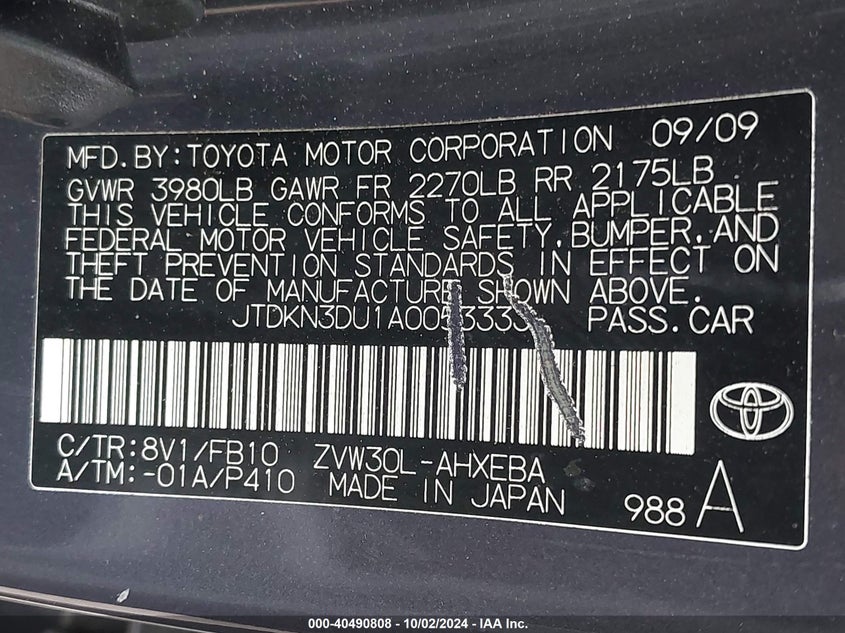 MFD.BY:TOYOTA MOTOR CORPORATION 09/09
GVWR 3980LB GAWR FR 2270LB RR 2175LB
THIS VEHICLE CONFORMS TO ALL APPLICABLE
FEDERAL MOTOR VEHICLE SAFETY,BUMPER,AND
THEFT PREVENTION STANDARDS IN EFFECT ON
THE DATE OF MANUFACTURE SHOWN ABOVE.
JTDKN3DU1A0053333 PASS.CAR
C/TR:8V1/FB10 ZVW30L-AHXEBA
A/TM:-01A/P410 MADE IN JAPAN
988 A
000-40490808 - 10/02/2024 - IAA Inc.